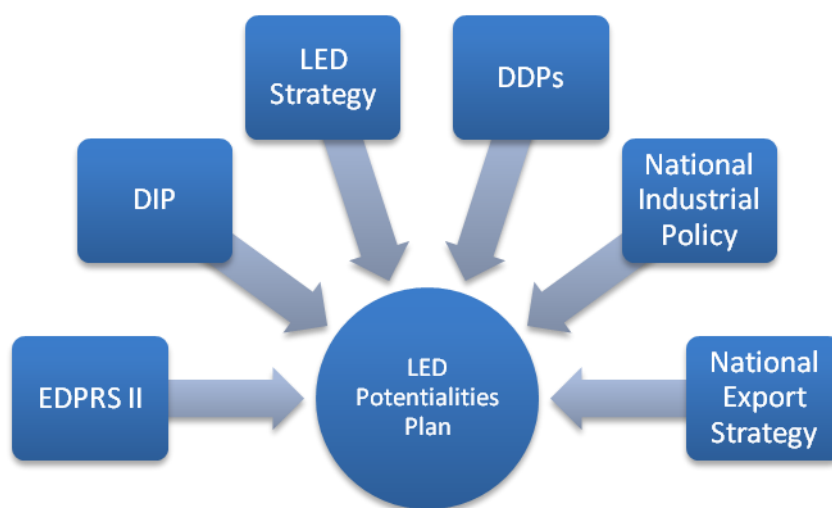 LED
Strategy
DDPs
DIP
National
Industrial
Policy
EDPRS II
LED
Potentialities
Plan
National
Export
Strategy